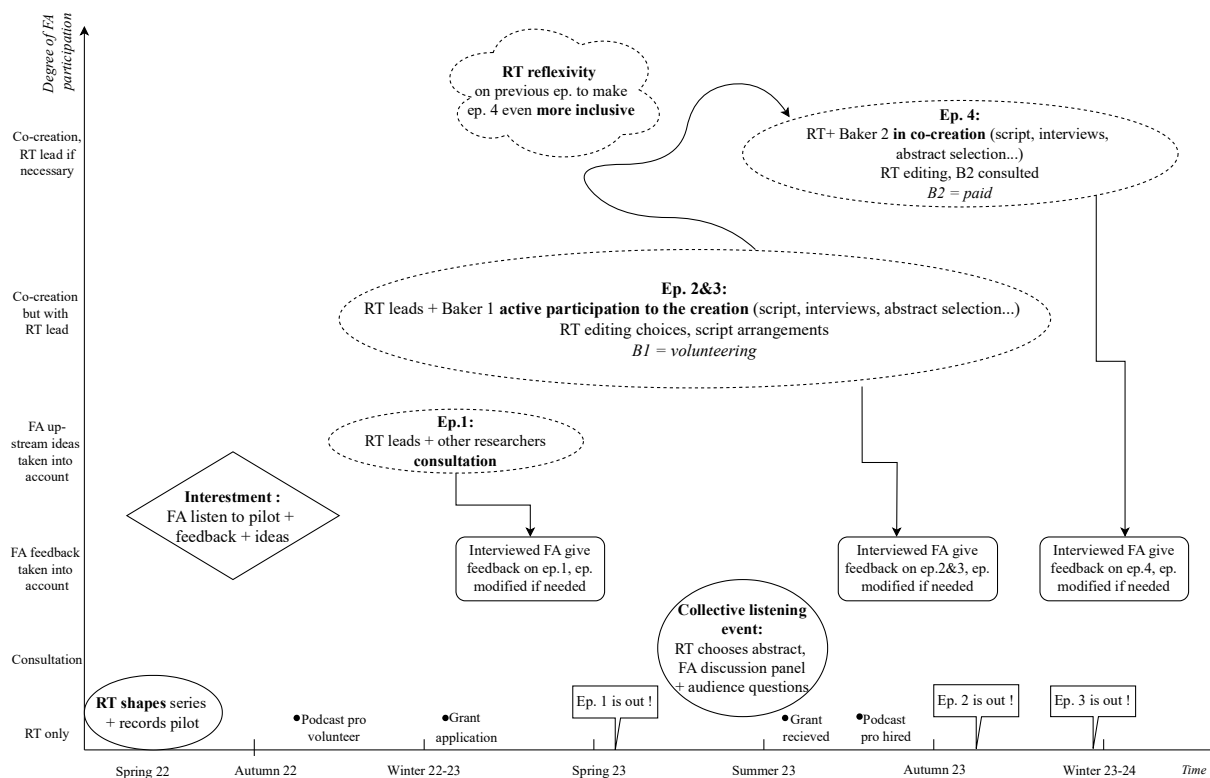 Degree of FA
participation
Co-creation,
RT lead if
necessary
Co-creation
but with
RT lead
FA up-
stream ideas
taken into
account
FA feedback
taken into
account
Consultation
RT only
RT reflexivity
on previous ep. to make
ep. 4 even more inclusive
Ep. 4:
RT+ Baker 2 in co-creation (script, interviews,
abstract selection...)
RT editing, B2 consulted
B2 = paid
Ep. 2&3:
RT leads + Baker 1 active participation to the creation (script, interviews, abstract selection...)
RT editing choices, script arrangements
B1 = volunteering
Ep.1:
RT leads + other researchers
consultation
Interestment :
FA listen to pilot +
feedback + ideas
Interviewed FA give
feedback on ep.1, ep.
modified if needed
Interviewed FA give
feedback on ep.2&3, ep.
modified if needed
Interviewed FA give
feedback on ep.4, ep.
modified if needed
Collective listening
event:
RT chooses abstract,
FA discussion panel
+ audience questions
RT shapes series
+ records pilot
Podcast pro
volunteer
Grant
application
Ep. 1 is out !
Grant
recieved
Podcast
pro hired
Ep. 2 is out !
Ep. 3 is out !
Spring 22
Autumn 22
Winter 22-23
Spring 23
Summer 23
Autumn 23
Winter 23-24
Time